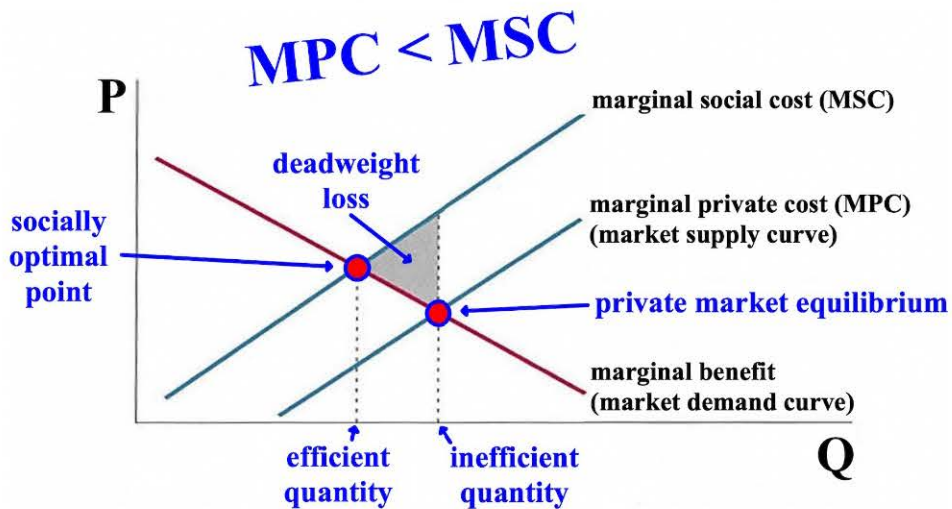 MPC < MSC
P
marginal social cost (MSC)
deadweight
loss
marginal private cost (MPC)
(market supply curve)
socially
optimal
point
private market equilibrium
marginal benefit
(market demand curve)
Q
efficient
quantity
inefficient
quantity